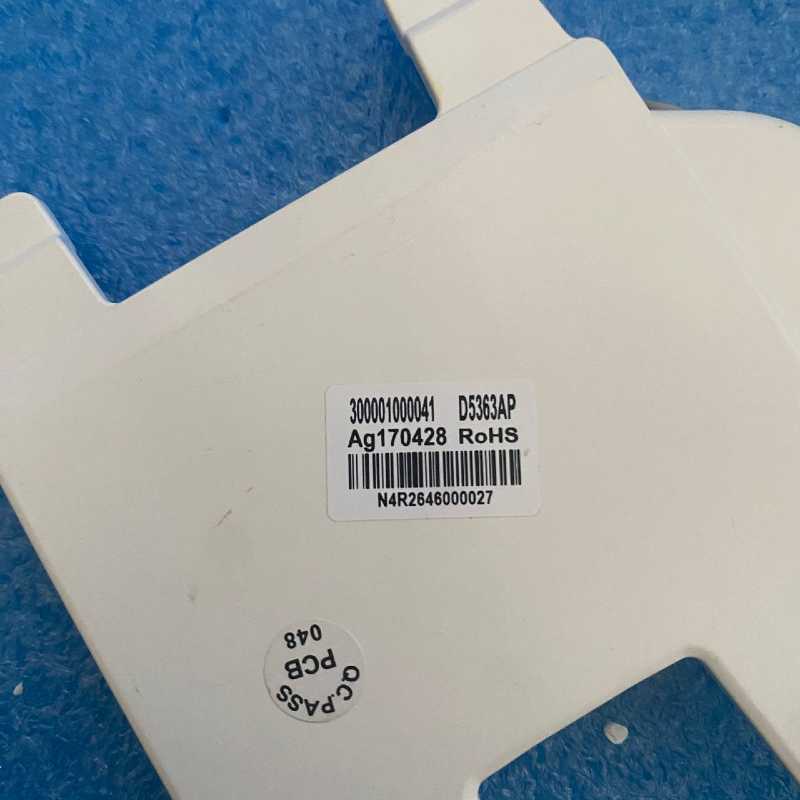 300001000041 D5363AP
Ag170428 RoHS
N4R2646000027
Q.C.PASS
PCB
048